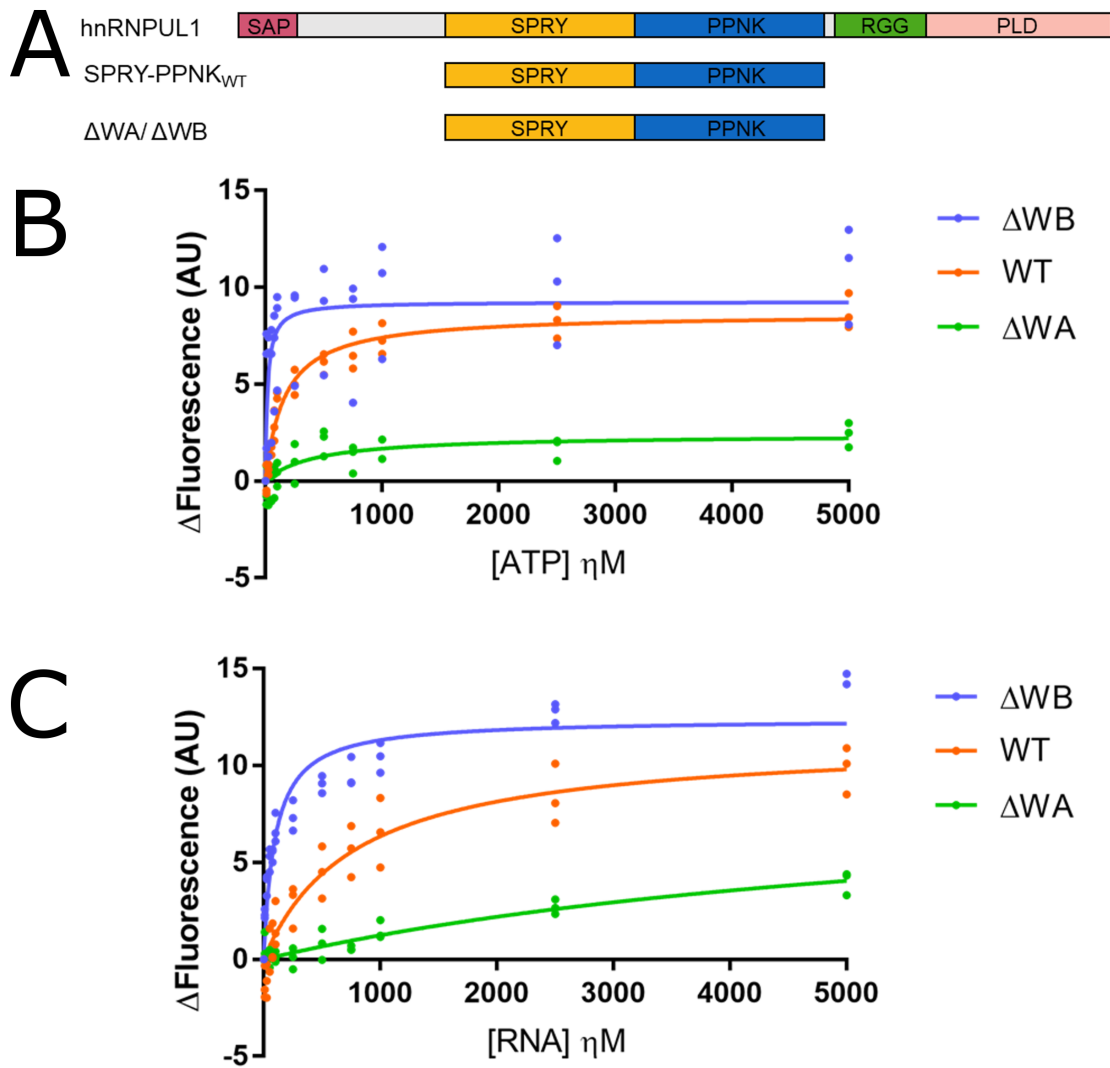 A
hnRNPUL1 SAP SPRY PPNK RGG PLD
SPRY-PPNKWT SPRY PPNK
ΔWA/ΔWB SPRY PPNK
B
ΔFluorescence (AU)
15
10
5
0
-5
1000 2000 3000 4000 5000
[ATP] ηM
ΔWB
WT
ΔWA
C
ΔFluorescence (AU)
15
10
5
0
-5
1000 2000 3000 4000 5000
[RNA] ηM
ΔWB
WT
ΔWA